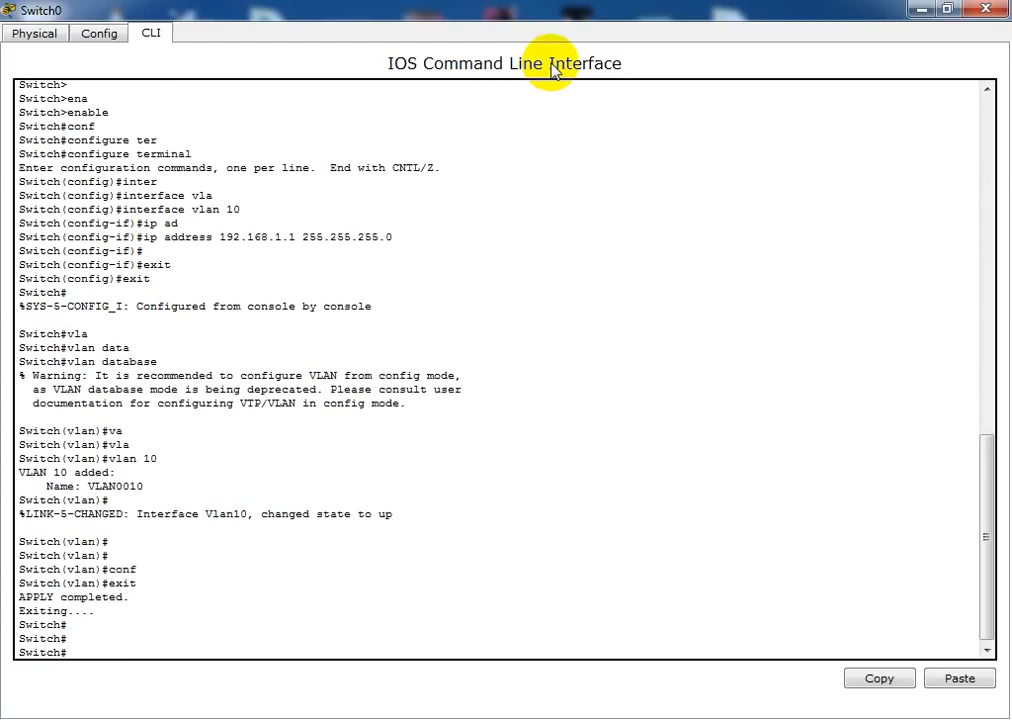 Switch0
Physical
Config
CLI
IOS Command Line Interface
Switch>
Switch>ena
Switch>enable
Switch#conf
Switch#configure ter
Switch#configure terminal
Enter configuration commands, one per line.  End with CNTL/Z.
Switch(config)#inter
Switch(config)#interface vla
Switch(config)#interface vlan 10
Switch(config-if)#ip ad
Switch(config-if)#ip address 192.168.1.1 255.255.255.0
Switch(config-if)#
Switch(config-if)#exit
Switch(config)#exit
Switch#
%SYS-5-CONFIG_I: Configured from console by console
Switch#vla
Switch#vlan data
Switch#vlan database
% Warning: It is recommended to configure VLAN from config mode,
as VLAN database mode is being deprecated. Please consult user
documentation for configuring VTP/VLAN in config mode.
Switch(vlan)#va
Switch(vlan)#vla
Switch(vlan)#vlan 10
VLAN 10 added:
Name: VLAN0010
Switch(vlan)#
%LINK-5-CHANGED: Interface Vlan10, changed state to up
Switch(vlan)#
Switch(vlan)#
Switch(vlan)#conf
Switch(vlan)#exit
APPLY completed.
Exiting....
Switch#
Switch#
Switch#
Copy
Paste